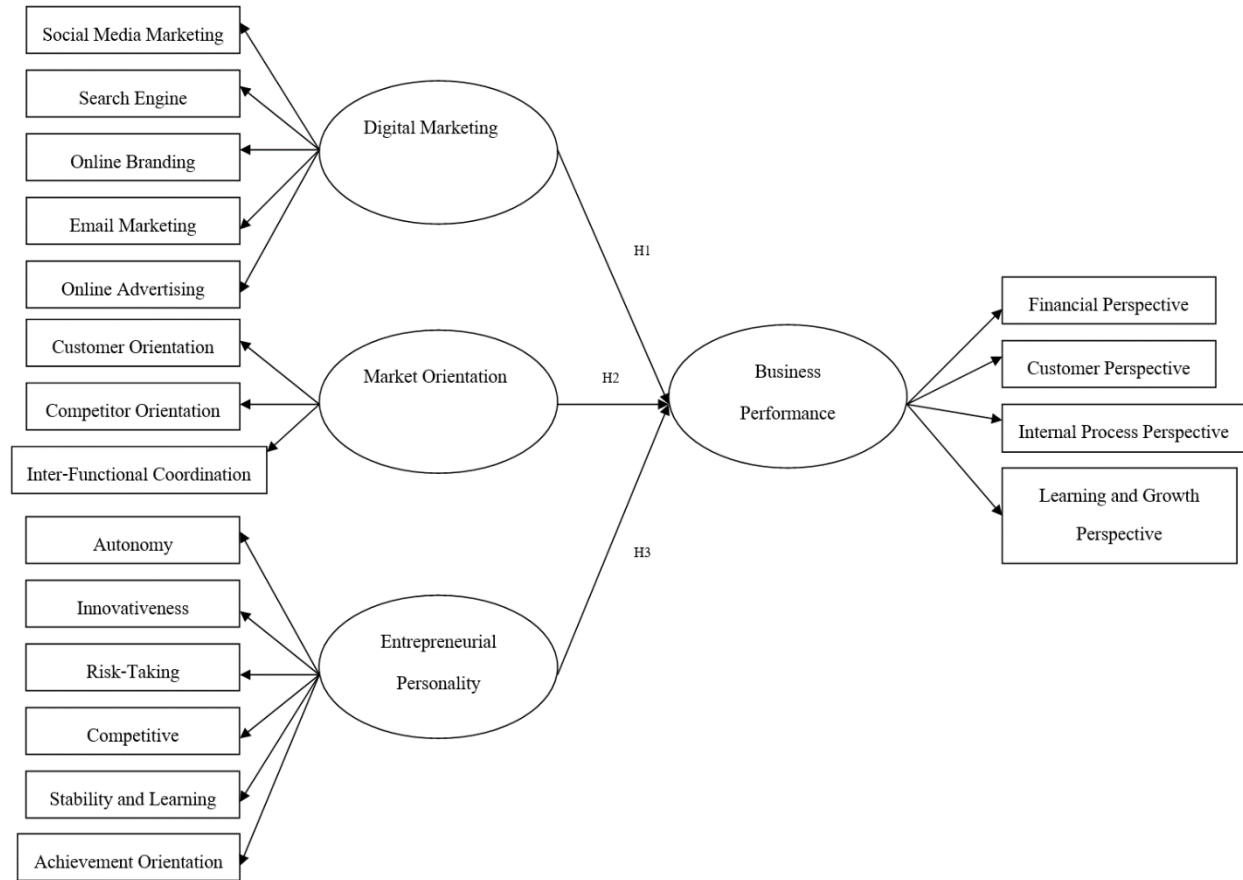 Social Media Marketing
Search Engine
Online Branding
Email Marketing
Online Advertising
Customer Orientation
Competitor Orientation
Inter-Functional Coordination
Autonomy
Innovativeness
Risk-Taking
Competitive
Stability and Learning
Achievement Orientation
Digital Marketing
Market Orientation
Entrepreneurial
Personality
H1
H2
H3
Business
Performance
Financial Perspective
Customer Perspective
Internal Process Perspective
Learning and Growth
Perspective